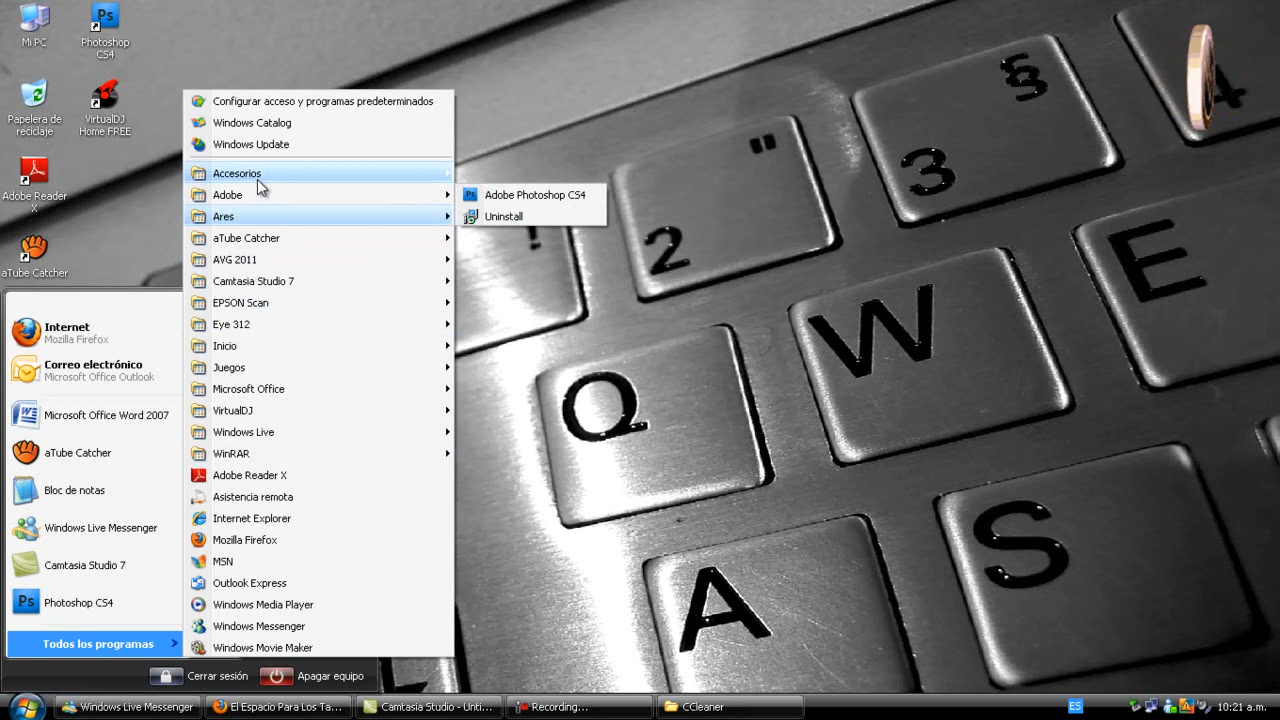 Mi PC
Photoshop
CS4
Papelera de
reciclaje
VirtualDJ
Home FREE
Adobe Reader
X
aTube Catcher
Configurar acceso y programas predeterminados
Windows Catalog
Windows Update
Accesorios
Adobe
Ares
aTube Catcher
AVG 2011
Camtasia Studio 7
EPSON Scan
Eye 312
Inicio
Juegos
Microsoft Office
VirtualDJ
Windows Live
WinRAR
Adobe Reader X
Asistencia remota
Internet Explorer
Mozilla Firefox
MSN
Outlook Express
Windows Media Player
Windows Messenger
Windows Movie Maker
Adobe Photoshop CS4
Uninstall
Internet
Mozilla Firefox
Correo electrónico
Microsoft Office Outlook
Microsoft Office Word 2007
aTube Catcher
Bloc de notas
Windows Live Messenger
Camtasia Studio 7
Photoshop CS4
Todos los programas
Cerrar sesión
Apagar equipo
§
3
4
"
2
!
Q
W
E
A
S
Windows Live Messenger
El Espacio Para Los Ta...
Camtasia Studio - Unti...
Recording...
CCleaner
ES
10:21 a.m.